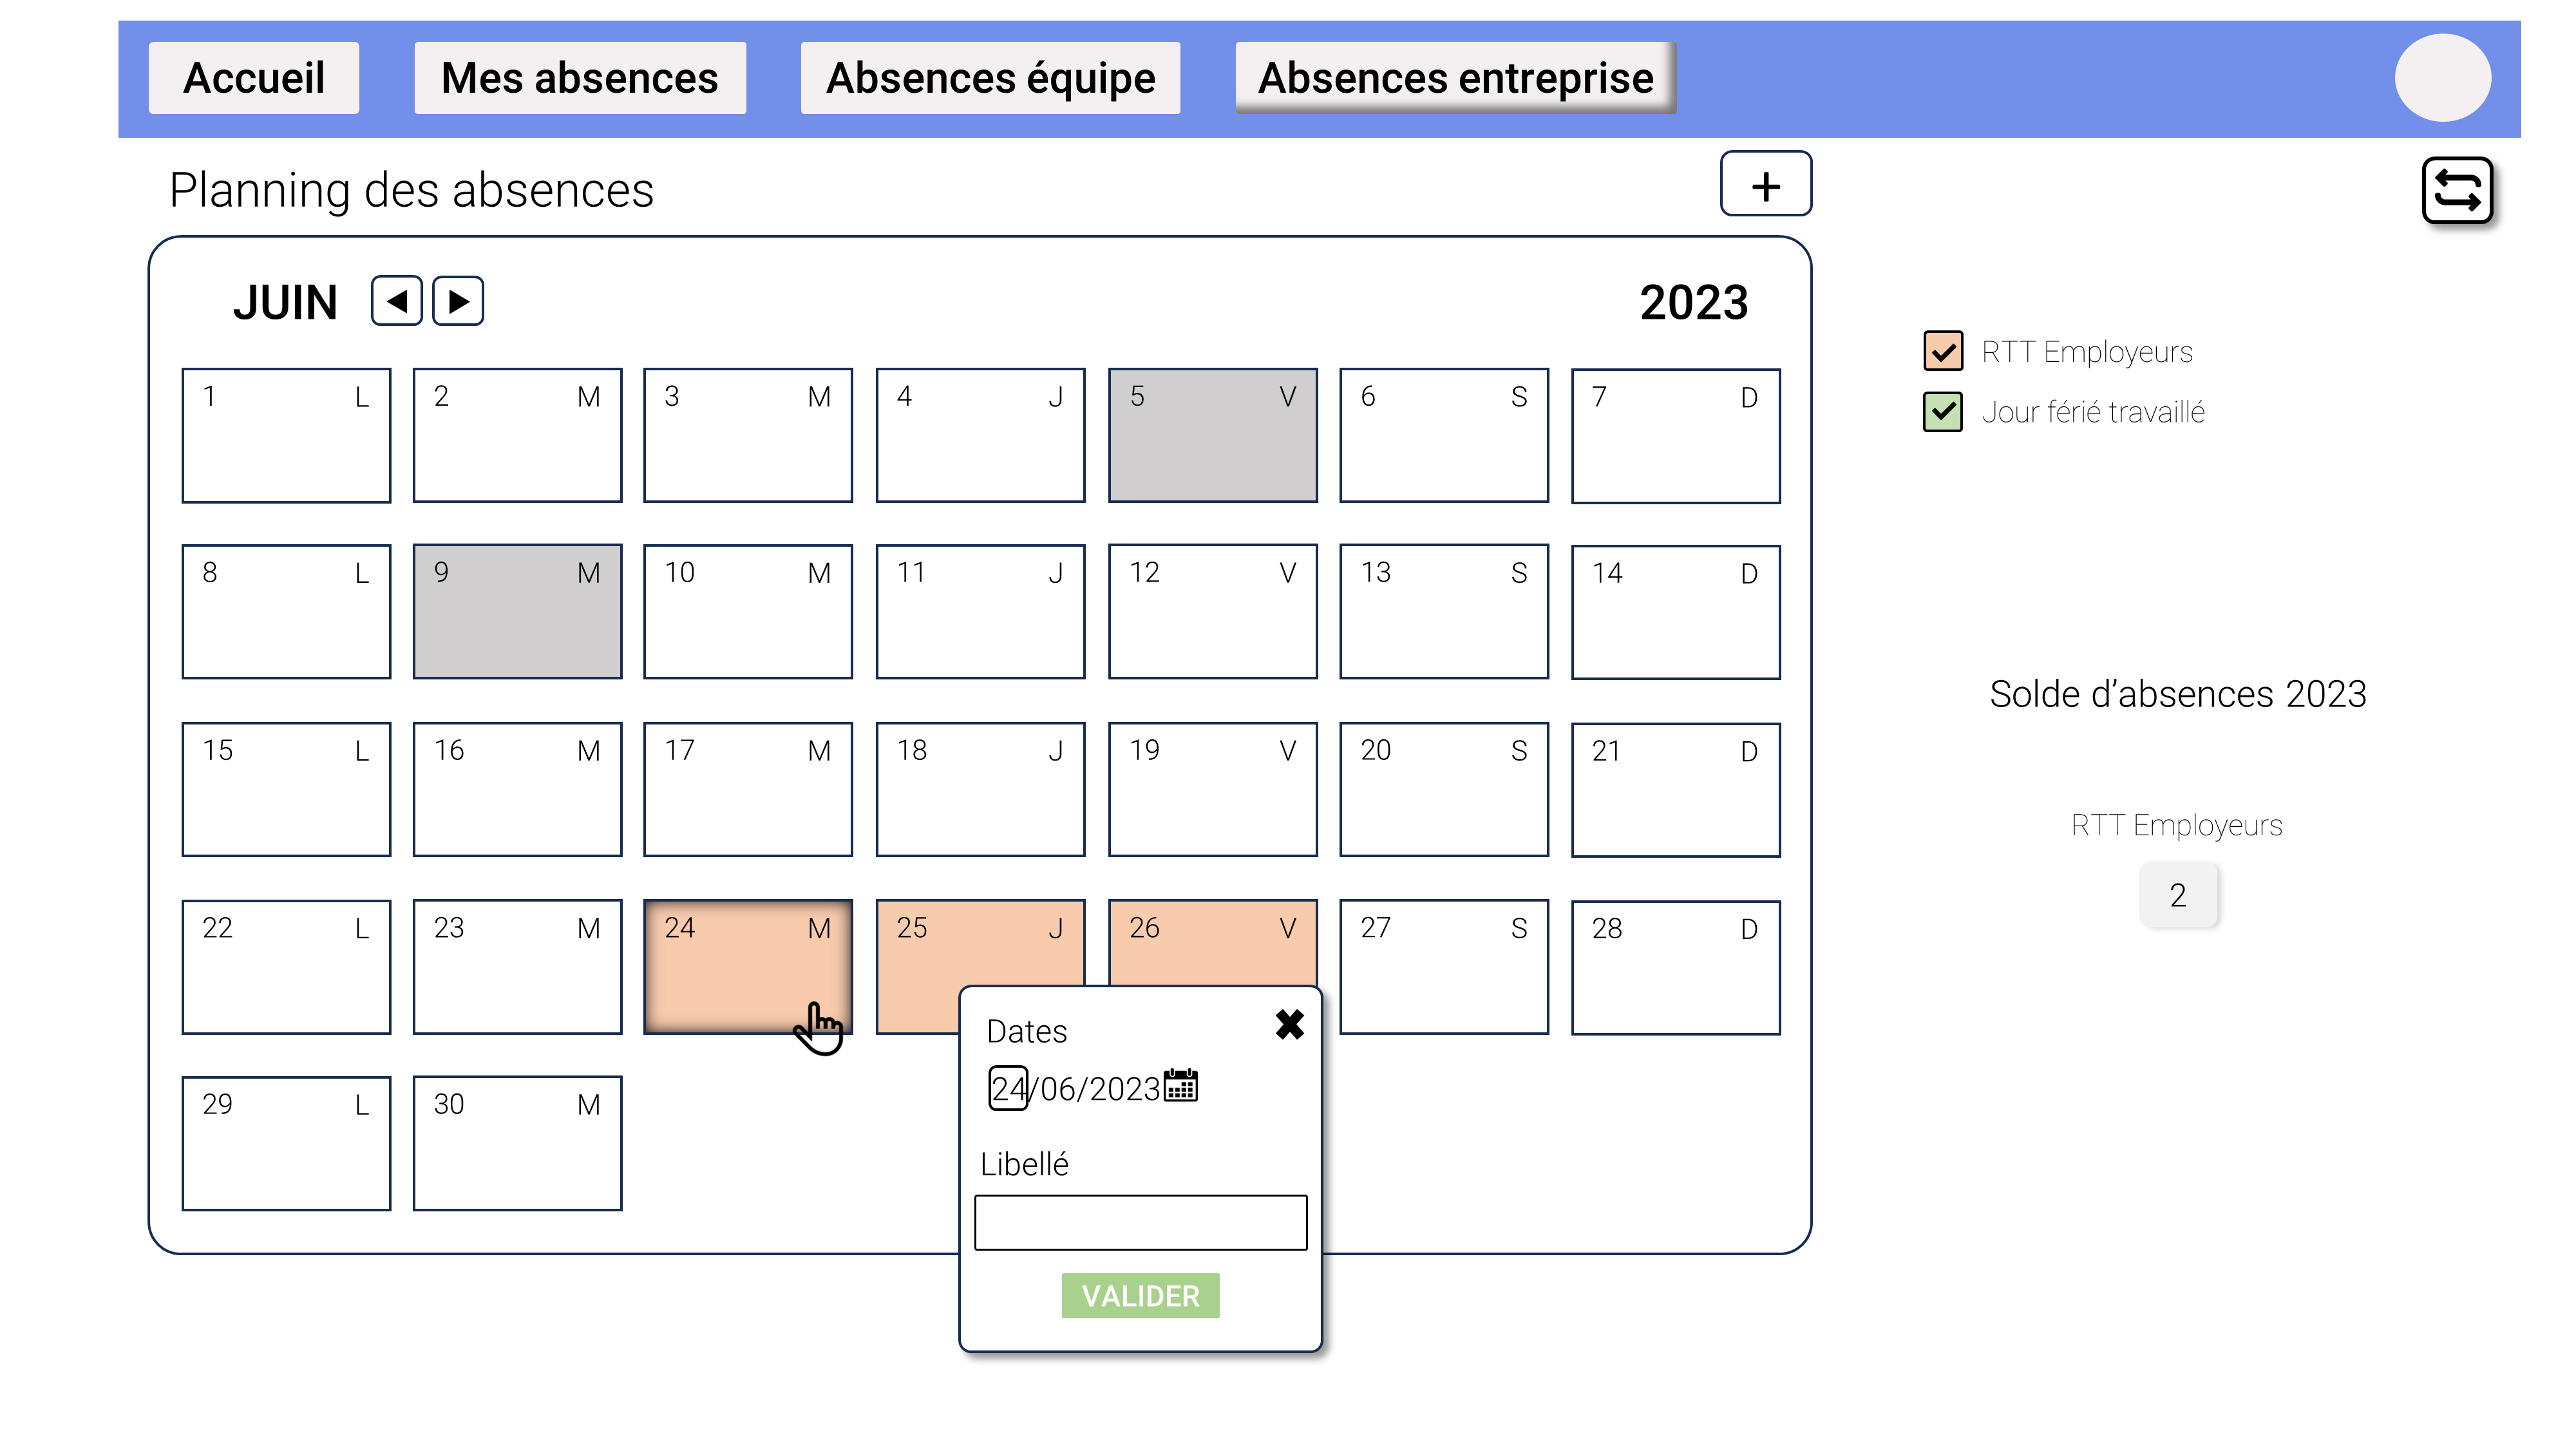 Accueil Mes absences Absences équipe Absences entreprise
Planning des absences +
JUIN 2023
RTT Employeurs
Jour férié travaillé
1 L 2 M 3 M 4 J 5 V 6 S 7 D
8 L 9 M 10 M 11 J 12 V 13 S 14 D
15 L 16 M 17 M 18 J 19 V 20 S 21 D
Solde d’absences 2023
RTT Employeurs
2
22 L 23 M 24 M 25 J 26 V 27 S 28 D
29 L 30 M
Dates
24/06/2023
Libellé
VALIDER